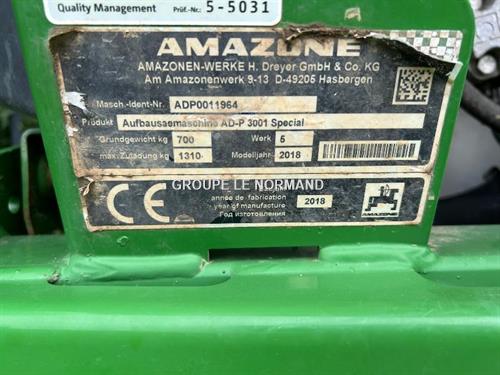 Quality Management Prüf.-Nr.: 5-5031
AMAZONE
AMAZONEN-WERKE H. Dreyer GmbH & Co. KG
Am Amazonenwerk 9-13 D-49205 Hasbergen
Masch.-Ident-Nr. ADP0011964
Produkt Aufbausaemaschine AD-P 3001 Special
Grundgewicht kg 700 Werk 5
max. Zuladung kg 1310 Modelljahr 2018
GROUPE LE NORMAND
CE
année de fabrication
year of manufacture 2018
Год изготовления
AMAZONE